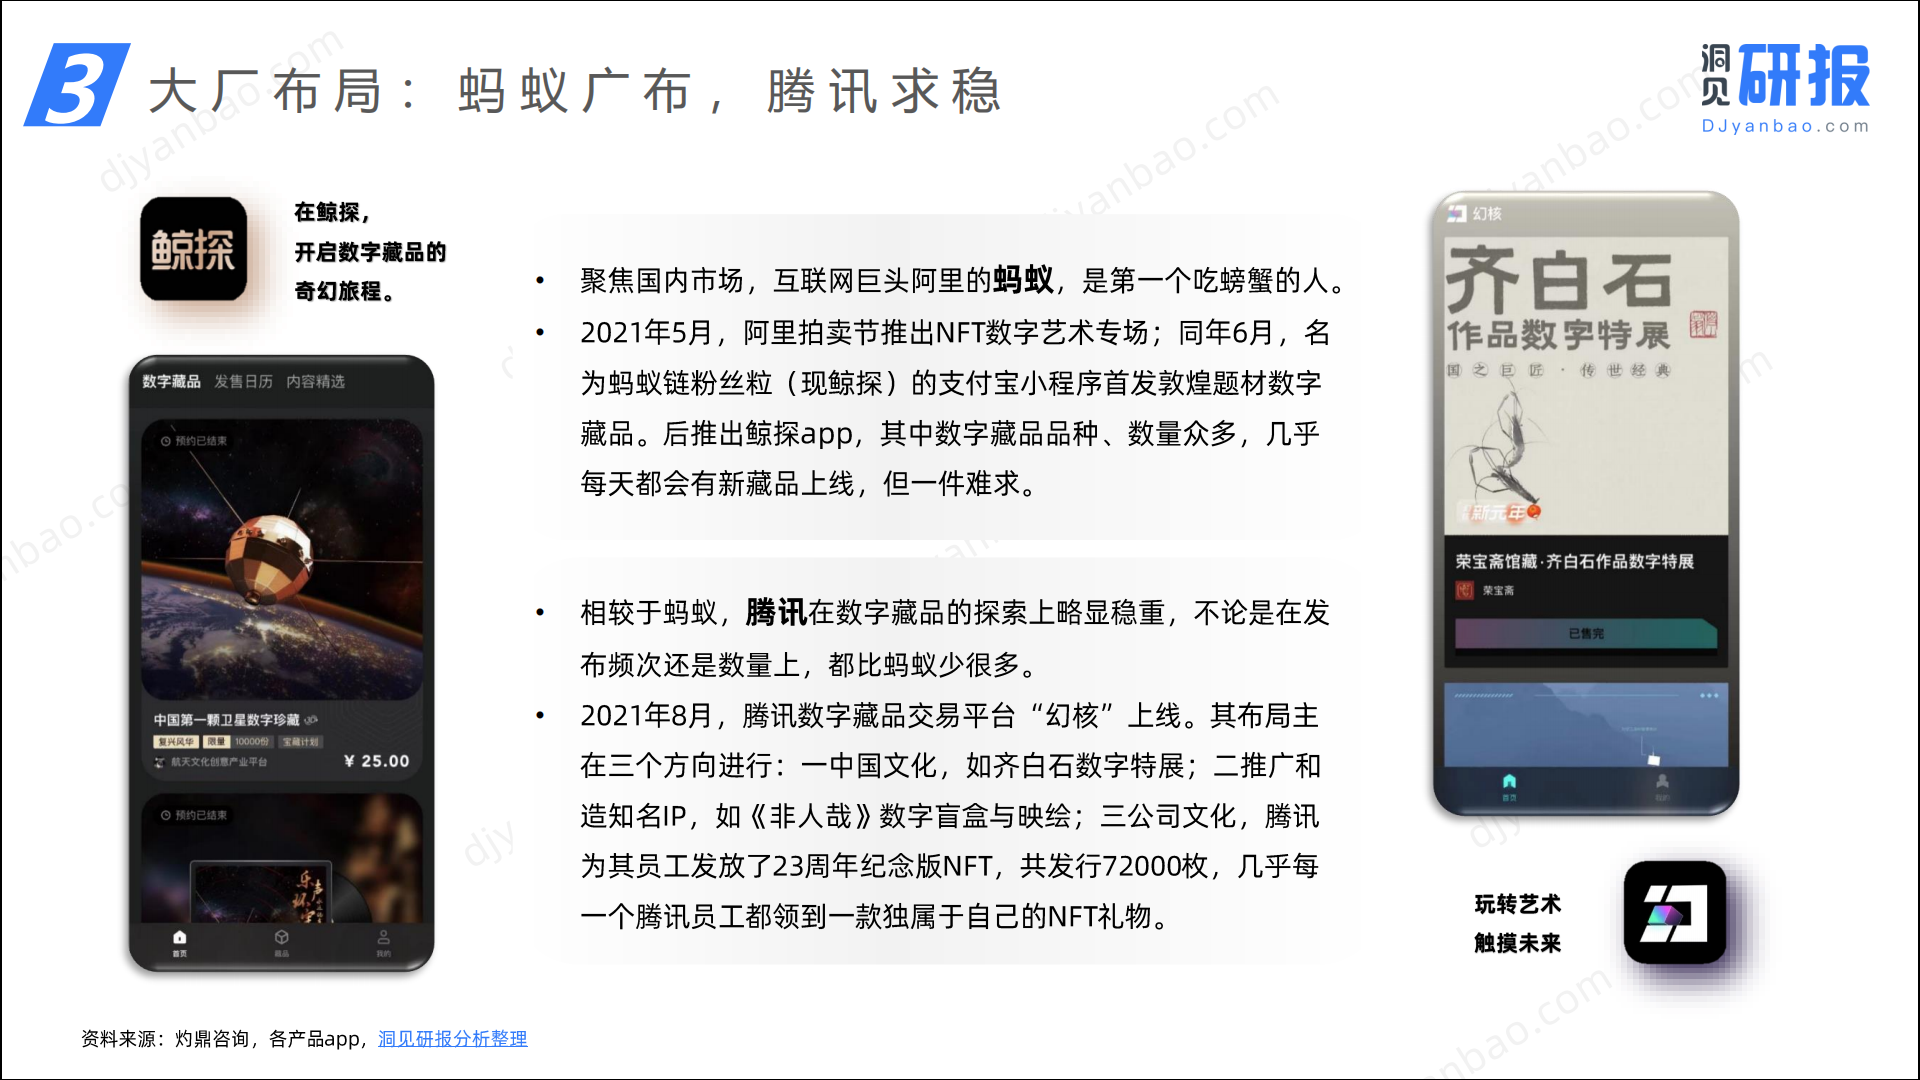 3
大厂布局：蚂蚁广布，腾讯求稳
洞见研报
DJyanbao.com
鲸探
在鲸探，
开启数字藏品的
奇幻旅程。
数字藏品 发售日历 内容精选
预约已结束
中国第一颗卫星数字珍藏
复兴风华 限量 10000份 宝藏计划
航天文化创意产业平台
¥ 25.00
预约已结束
首页 藏品 我的
• 聚焦国内市场，互联网巨头阿里的蚂蚁，是第一个吃螃蟹的人。
• 2021年5月，阿里拍卖节推出NFT数字艺术专场；同年6月，名
为蚂蚁链粉丝粒（现鲸探）的支付宝小程序首发敦煌题材数字
藏品。后推出鲸探app，其中数字藏品品种、数量众多，几乎
每天都会有新藏品上线，但一件难求。
• 相较于蚂蚁，腾讯在数字藏品的探索上略显稳重，不论是在发
布频次还是数量上，都比蚂蚁少很多。
• 2021年8月，腾讯数字藏品交易平台“幻核”上线。其布局主
在三个方向进行：一中国文化，如齐白石数字特展；二推广和
造知名IP，如《非人哉》数字盲盒与映绘；三公司文化，腾讯
为其员工发放了23周年纪念版NFT，共发行72000枚，几乎每
一个腾讯员工都领到一款独属于自己的NFT礼物。
幻核
齐白石
作品数字特展
国之巨匠·传世经典
新元年
荣宝斋馆藏·齐白石作品数字特展
荣宝斋
已售完
首页 我的
玩转艺术
触摸未来
资料来源：灼鼎咨询，各产品app，洞见研报分析整理
djyanbao.com